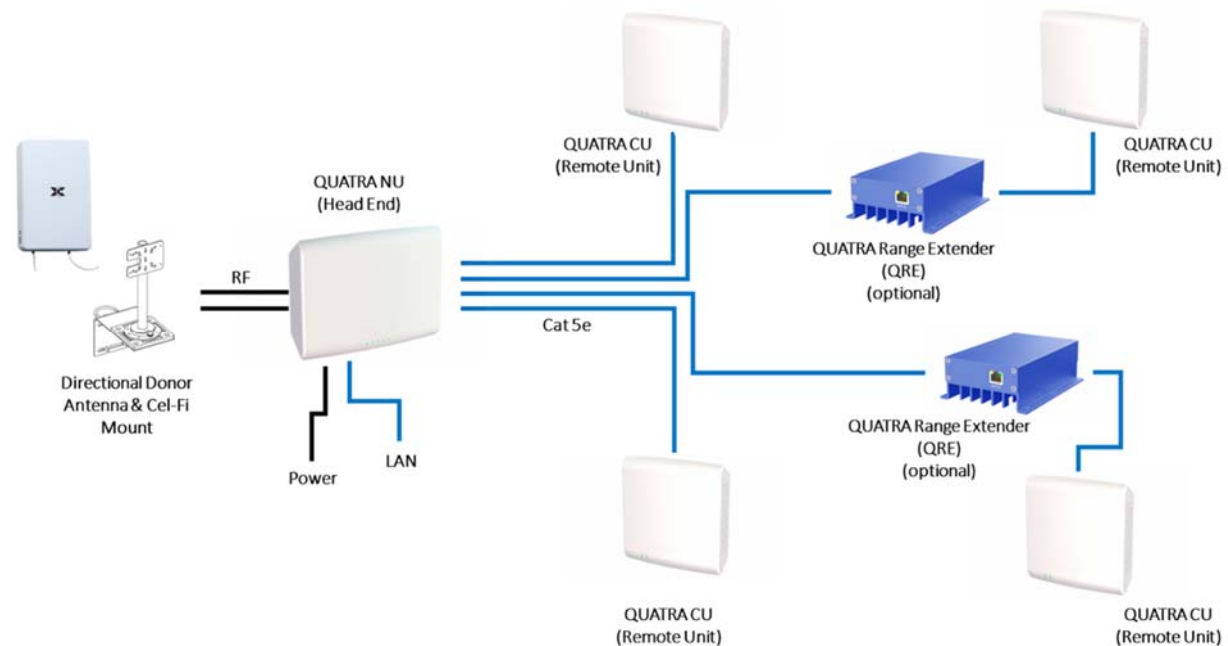 QUATRA CU
(Remote Unit)
QUATRA CU
(Remote Unit)
QUATRA NU
(Head End)
QUATRA Range Extender
(QRE)
(optional)
RF
Cat 5e
Directional Donor
Antenna & Cel-Fi
Mount
Power
LAN
QUATRA Range Extender
(QRE)
(optional)
QUATRA CU
(Remote Unit)
QUATRA CU
(Remote Unit)